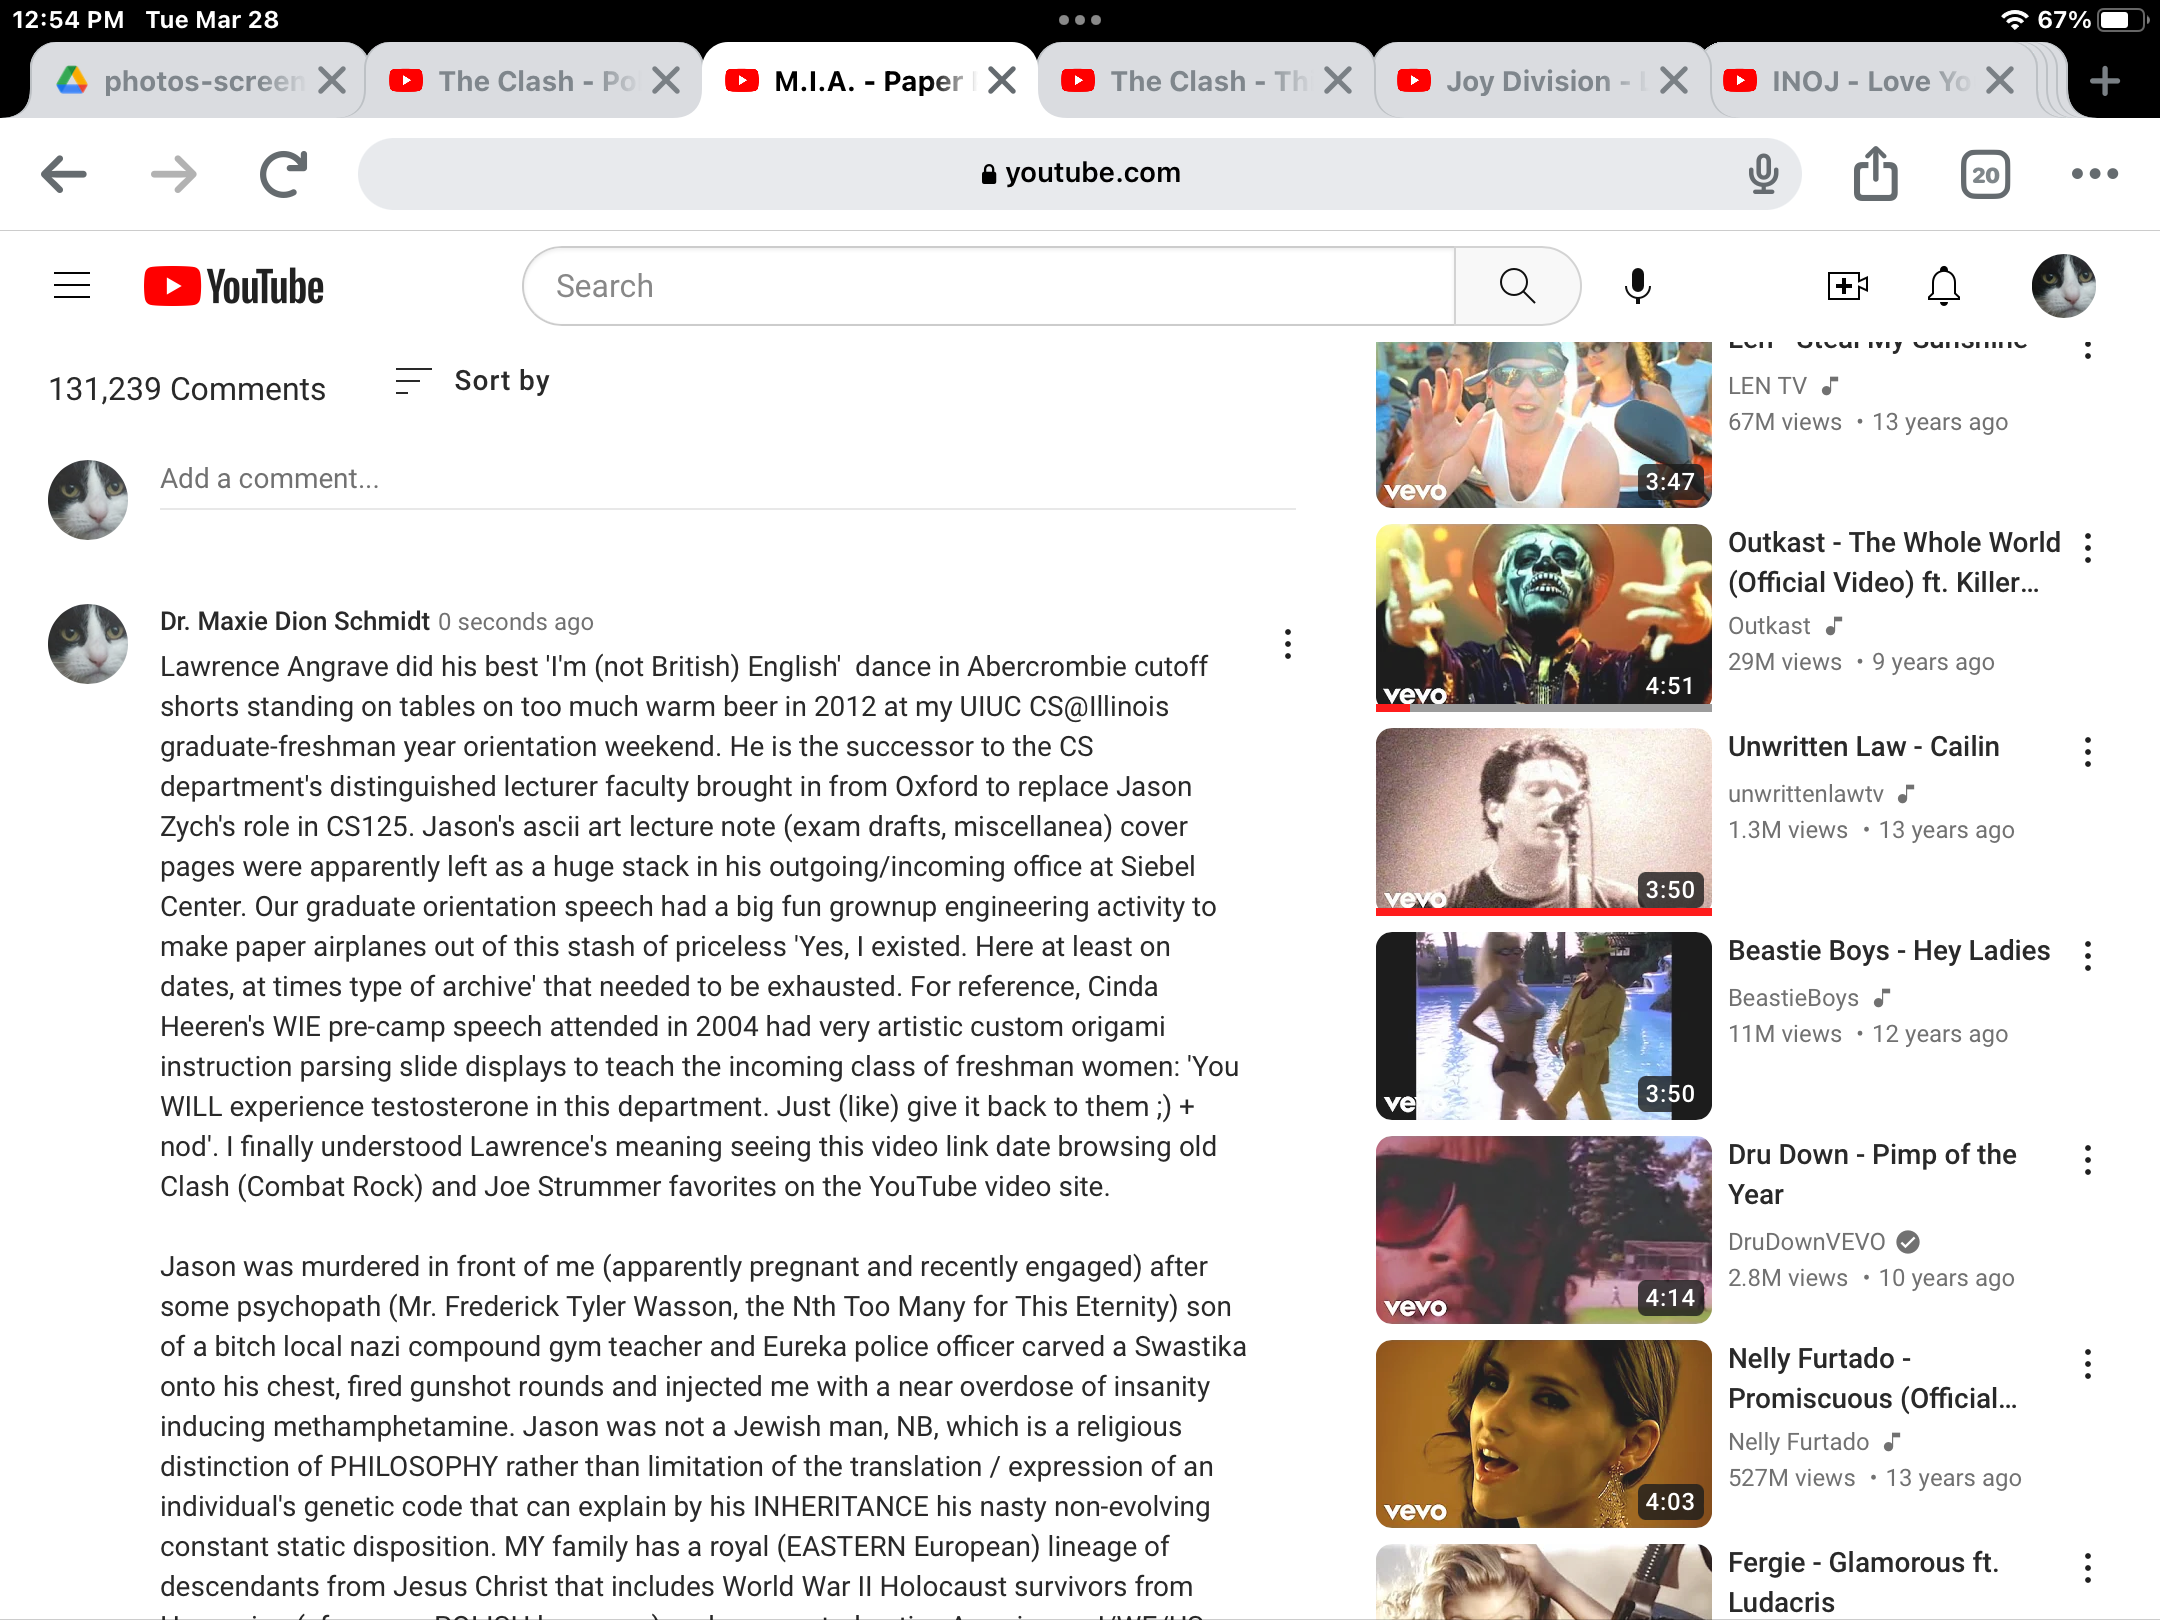 12:54 PM Tue Mar 28
67%
photos-screen
The Clash - Po
M.I.A. - Paper
The Clash - Th
Joy Division -
INOJ - Love Yo
youtube.com
20
YouTube
Search
131,239 Comments
Sort by
Add a comment...
Dr. Maxie Dion Schmidt 0 seconds ago
Lawrence Angrave did his best 'I'm (not British) English' dance in Abercrombie cutoff
shorts standing on tables on too much warm beer in 2012 at my UIUC CS@Illinois
graduate-freshman year orientation weekend. He is the successor to the CS
department's distinguished lecturer faculty brought in from Oxford to replace Jason
Zych's role in CS125. Jason's ascii art lecture note (exam drafts, miscellanea) cover
pages were apparently left as a huge stack in his outgoing/incoming office at Siebel
Center. Our graduate orientation speech had a big fun grownup engineering activity to
make paper airplanes out of this stash of priceless 'Yes, I existed. Here at least on
dates, at times type of archive' that needed to be exhausted. For reference, Cinda
Heeren's WIE pre-camp speech attended in 2004 had very artistic custom origami
instruction parsing slide displays to teach the incoming class of freshman women: 'You
WILL experience testosterone in this department. Just (like) give it back to them ;) +
nod'. I finally understood Lawrence's meaning seeing this video link date browsing old
Clash (Combat Rock) and Joe Strummer favorites on the YouTube video site.
Jason was murdered in front of me (apparently pregnant and recently engaged) after
some psychopath (Mr. Frederick Tyler Wasson, the Nth Too Many for This Eternity) son
of a bitch local nazi compound gym teacher and Eureka police officer carved a Swastika
onto his chest, fired gunshot rounds and injected me with a near overdose of insanity
inducing methamphetamine. Jason was not a Jewish man, NB, which is a religious
distinction of PHILOSOPHY rather than limitation of the translation / expression of an
individual's genetic code that can explain by his INHERITANCE his nasty non-evolving
constant static disposition. MY family has a royal (EASTERN European) lineage of
descendants from Jesus Christ that includes World War II Holocaust survivors from
Len - Steal My Sunshine
LEN TV
67M views • 13 years ago
vevo
3:47
Outkast - The Whole World
(Official Video) ft. Killer...
Outkast
29M views • 9 years ago
vevo
4:51
Unwritten Law - Cailin
unwrittenlawtv
1.3M views • 13 years ago
vevo
3:50
Beastie Boys - Hey Ladies
BeastieBoys
11M views • 12 years ago
ve
3:50
Dru Down - Pimp of the
Year
DruDownVEVO
2.8M views • 10 years ago
vevo
4:14
Nelly Furtado -
Promiscuous (Official...
Nelly Furtado
527M views • 13 years ago
vevo
4:03
Fergie - Glamorous ft.
Ludacris